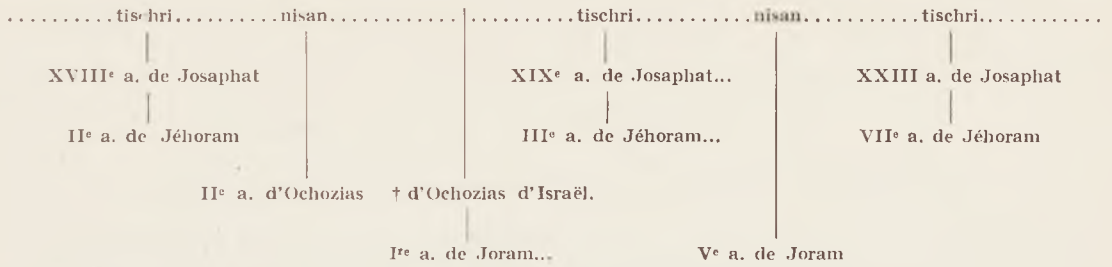 ..........tischri..........nisan.............................tischri...........nisan...........tischri............
XVIIIe a. de Josaphat XIXe a. de Josaphat... XXIII a. de Josaphat
IIe a. de Jéhoram IIIe a. de Jéhoram... VIIe a. de Jéhoram
IIe a. d'Ochozias † d'Ochozias d'Israël.
Ire a. de Joram... Ve a. de Joram